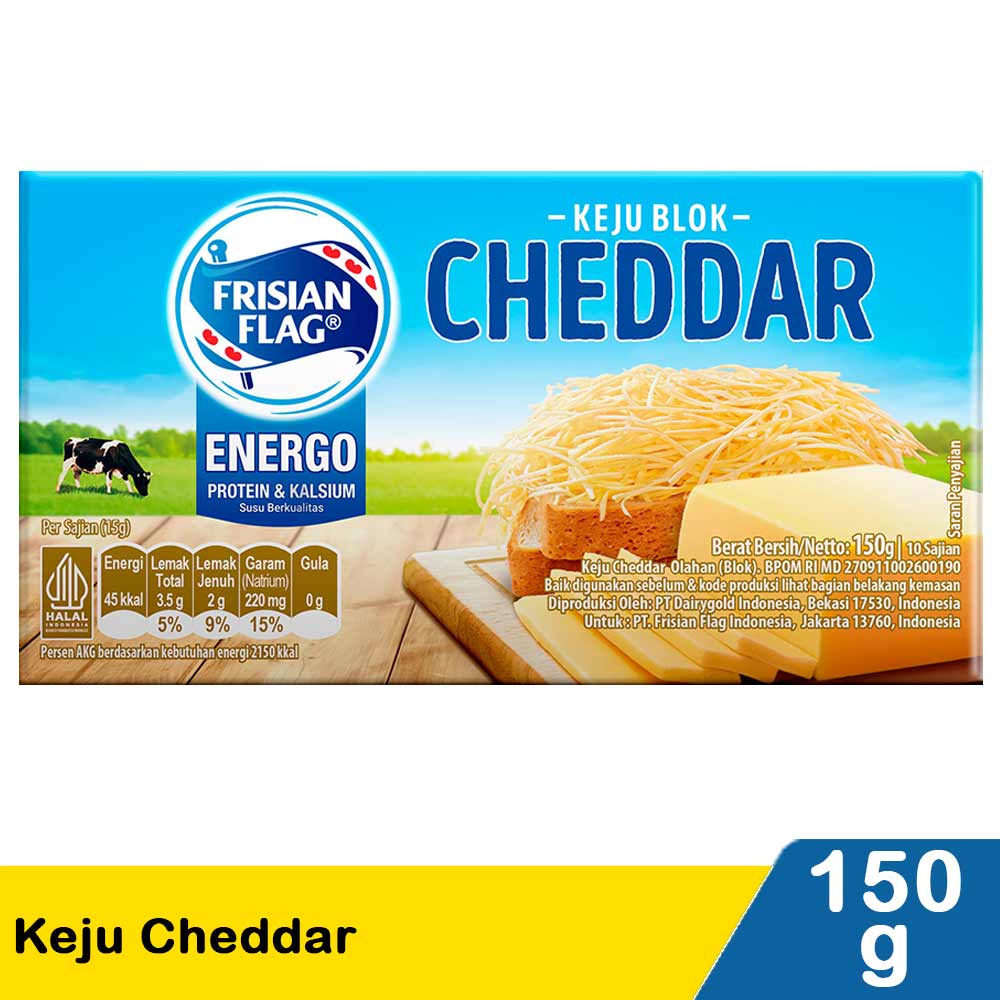 – KEJU BLOK –
CHEDDAR
FRISIAN
FLAG®
ENERGO
PROTEIN & KALSIUM
Susu Berkualitas
Saran Penyajian
Per Sajian (15g)
HALAL
INDONESIA
Energi
45 kkal
Lemak Total
3.5 g
5%
Lemak Jenuh
2 g
9%
Garam (Natrium)
220 mg
15%
Gula
0 g
Persen AKG berdasarkan kebutuhan energi 2150 kkal
Berat Bersih/Netto: 150g | 10 Sajian
Keju Cheddar Olahan (Blok). BPOM RI MD 270911002600190
Baik digunakan sebelum & kode produksi lihat bagian belakang kemasan
Diproduksi Oleh: PT Dairygold Indonesia, Bekasi 17530, Indonesia
Untuk : PT. Frisian Flag Indonesia, Jakarta 13760, Indonesia
Keju Cheddar
150
g